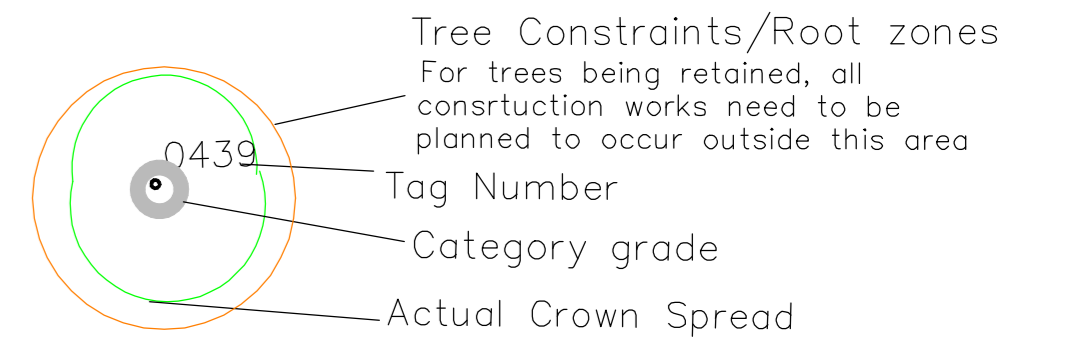 Tree Constraints/Root zones
For trees being retained, all
consrtuction works need to be
planned to occur outside this area
0439
Tag Number
Category grade
Actual Crown Spread